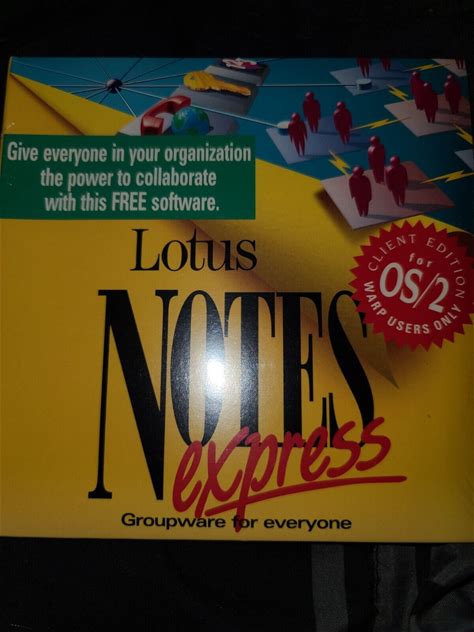 Give everyone in your organization
the power to collaborate
with this FREE software.
Lotus
NOTES
express
Groupware for everyone
CLIENT EDITION
for
OS/2
WARP USERS ONLY